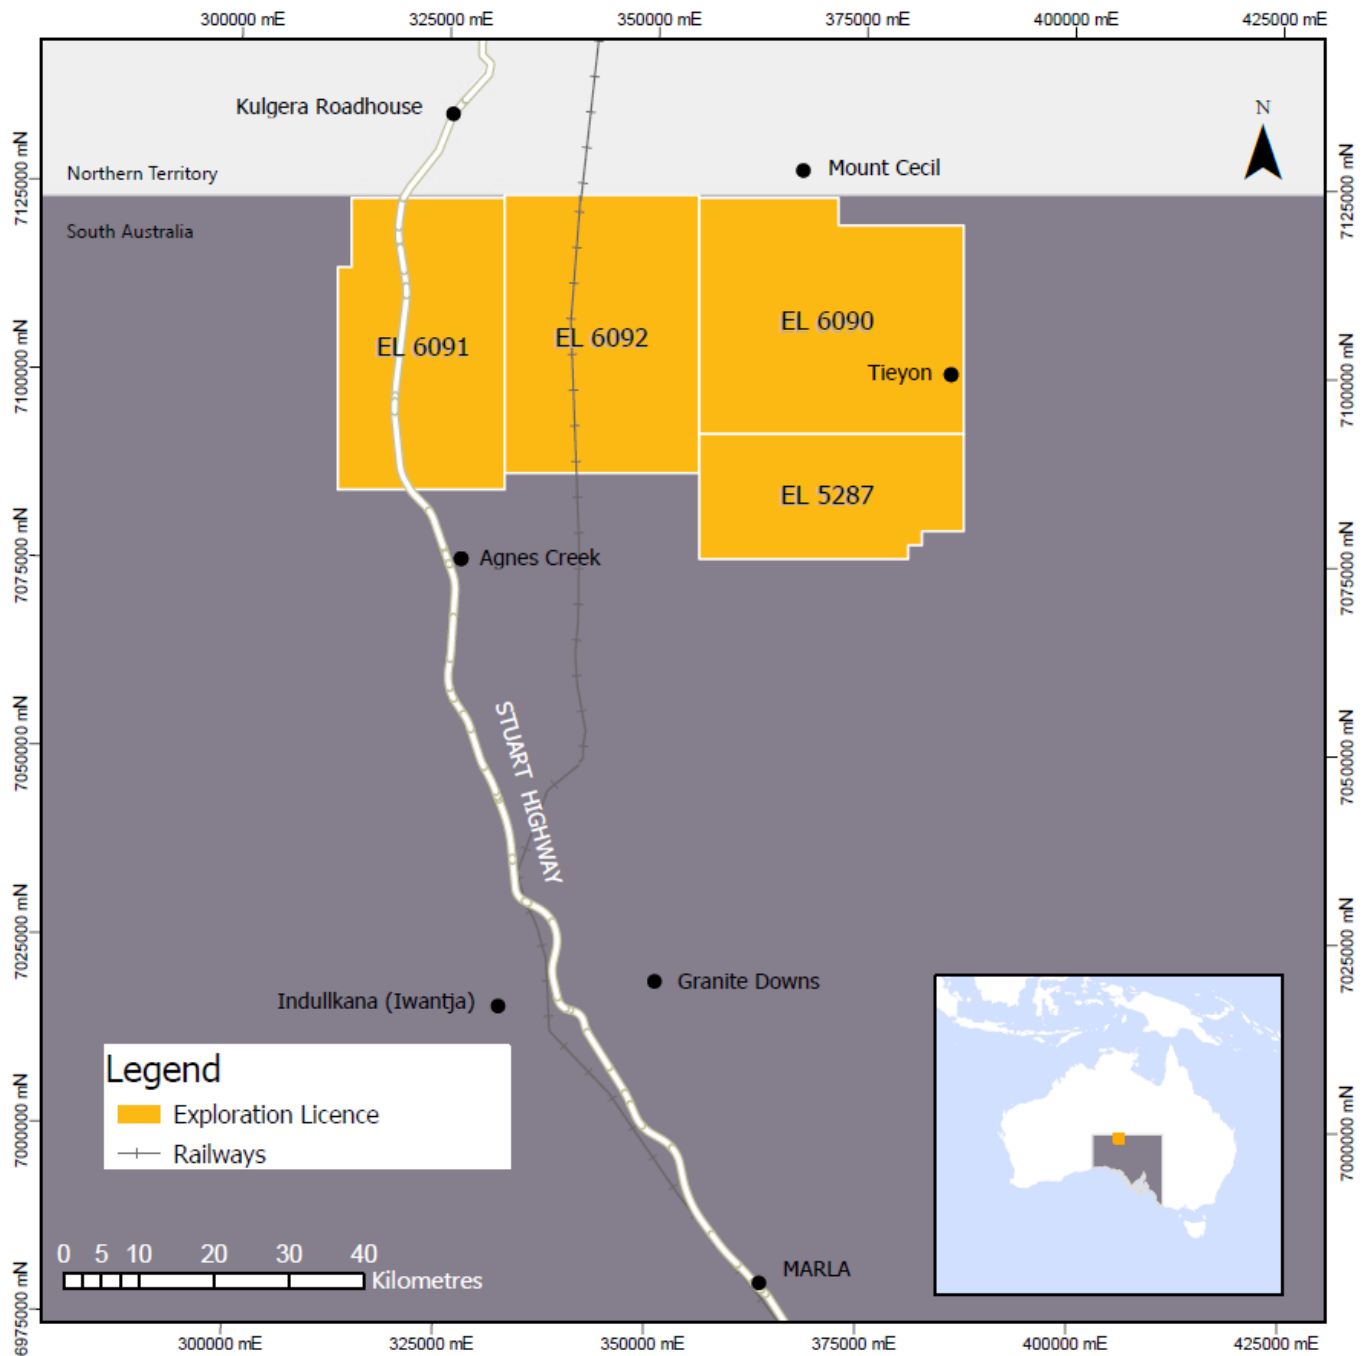 300000 mE 325000 mE 350000 mE 375000 mE 400000 mE 425000 mE
Kulgera Roadhouse
N
7125000 mN
Northern Territory
Mount Cecil
7125000 mN
South Australia
EL 6091
EL 6092
EL 6090
Tieyon
7100000 mN
7100000 mN
EL 5287
Agnes Creek
7075000 mN
7075000 mN
STUART HIGHWAY
7050000 mN
7050000 mN
7025000 mN
7025000 mN
Granite Downs
Indullkana (Iwantja)
Legend
Exploration Licence
Railways
7000000 mN
7000000 mN
0 5 10 20 30 40
Kilometres
MARLA
6975000 mN
300000 mE 325000 mE 350000 mE 375000 mE 400000 mE 425000 mE